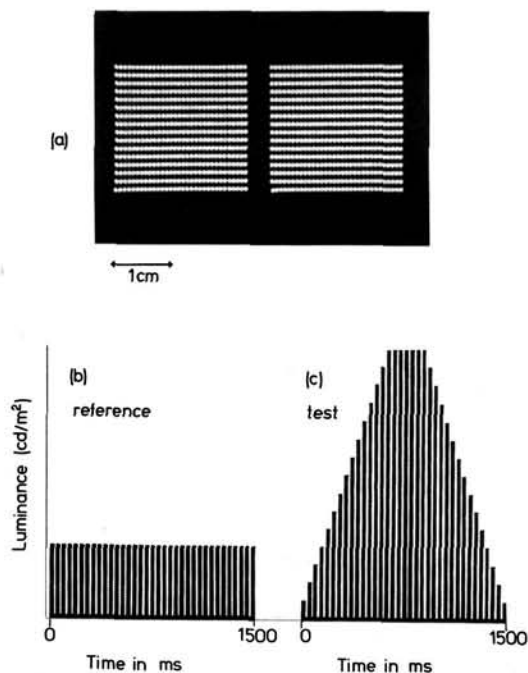 (a)
1cm
(b)
(c)
reference
test
Luminance (cd/m²)
0
1500
0
1500
Time in ms
Time in ms